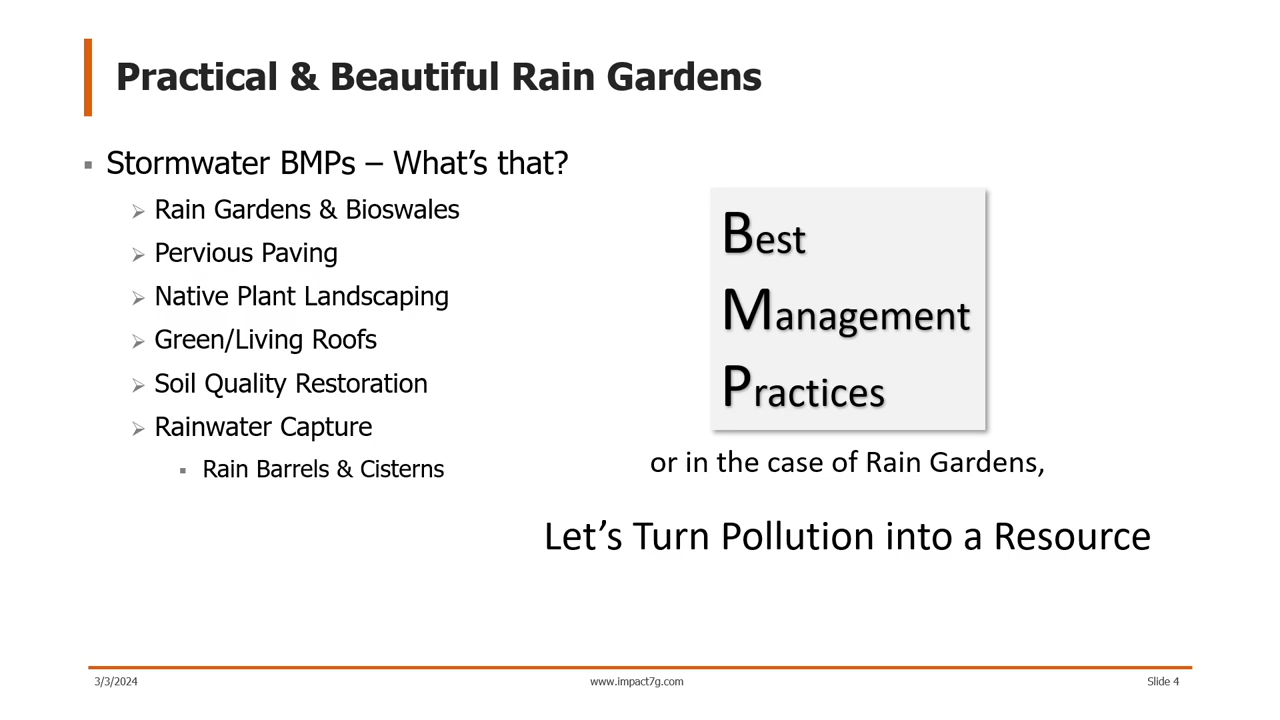 Practical & Beautiful Rain Gardens
Stormwater BMPs – What's that?
Rain Gardens & Bioswales
Pervious Paving
Native Plant Landscaping
Green/Living Roofs
Soil Quality Restoration
Rainwater Capture
Rain Barrels & Cisterns
Best
Management
Practices
or in the case of Rain Gardens,
Let's Turn Pollution into a Resource
3/3/2024
www.impact7g.com
Slide 4